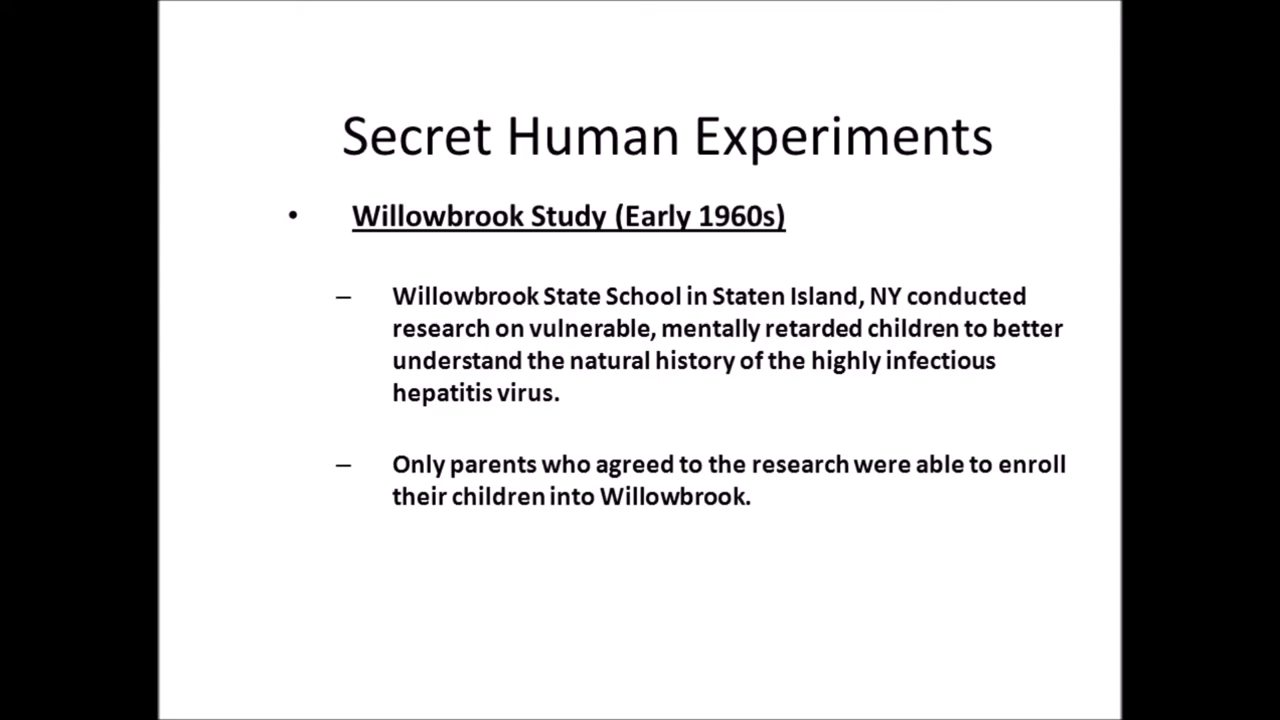 Secret Human Experiments
• Willowbrook Study (Early 1960s)
– Willowbrook State School in Staten Island, NY conducted
research on vulnerable, mentally retarded children to better
understand the natural history of the highly infectious
hepatitis virus.
– Only parents who agreed to the research were able to enroll
their children into Willowbrook.